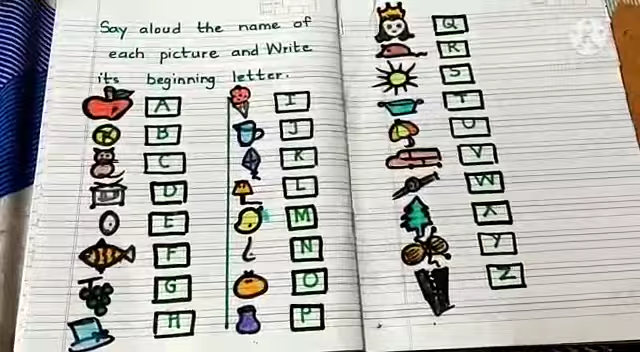 Say aloud the name of
each picture and Write
its beginning letter.
A
B
C
D
E
F
G
H
I
J
K
L
M
N
O
P
Q
R
S
T
U
V
W
X
Y
Z